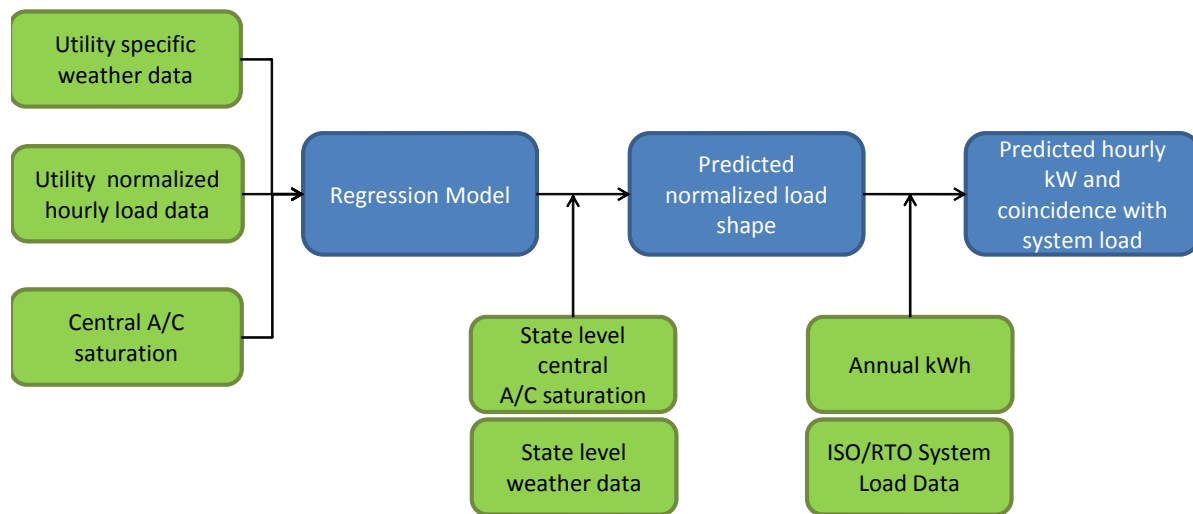 Utility specific
weather data
Utility normalized
hourly load data
Central A/C
saturation
Regression Model
Predicted
normalized load
shape
Predicted hourly
kW and
coincidence with
system load
State level
central
A/C saturation
State level
weather data
Annual kWh
ISO/RTO System
Load Data